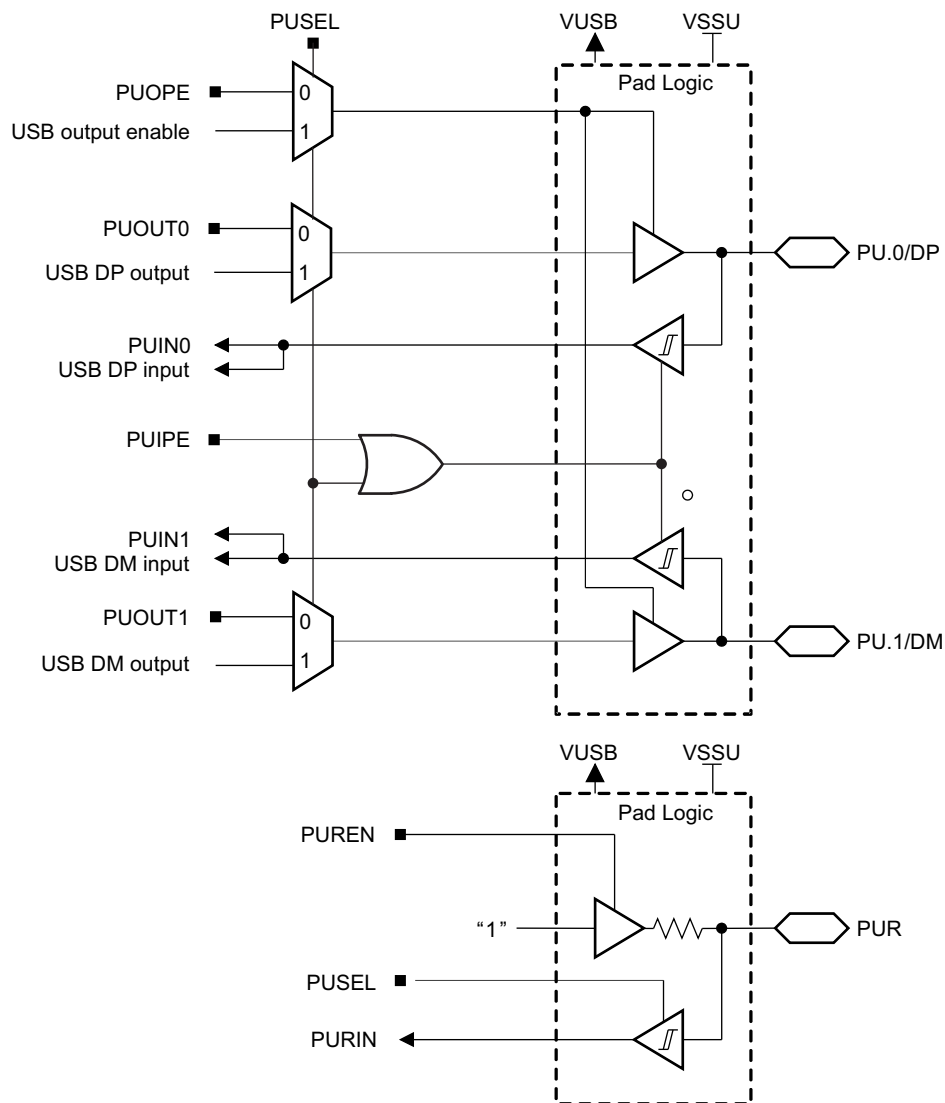 PUSEL
VUSB VSSU
Pad Logic
PUOPE
0
USB output enable
1
PUOUT0
0
USB DP output
1
PU.0/DP
PUIN0
USB DP input
PUIPE
PUIN1
USB DM input
PUOUT1
0
USB DM output
1
PU.1/DM
VUSB VSSU
Pad Logic
PUREN
“1”
PUR
PUSEL
PURIN